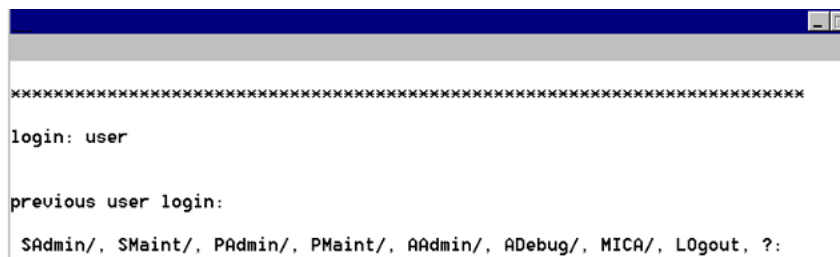 **************************************************************************
login: user
previous user login:
SAdmin/, SMaint/, PAdmin/, PMaint/, AAdmin/, ADebug/, MICA/, LOgout, ?: